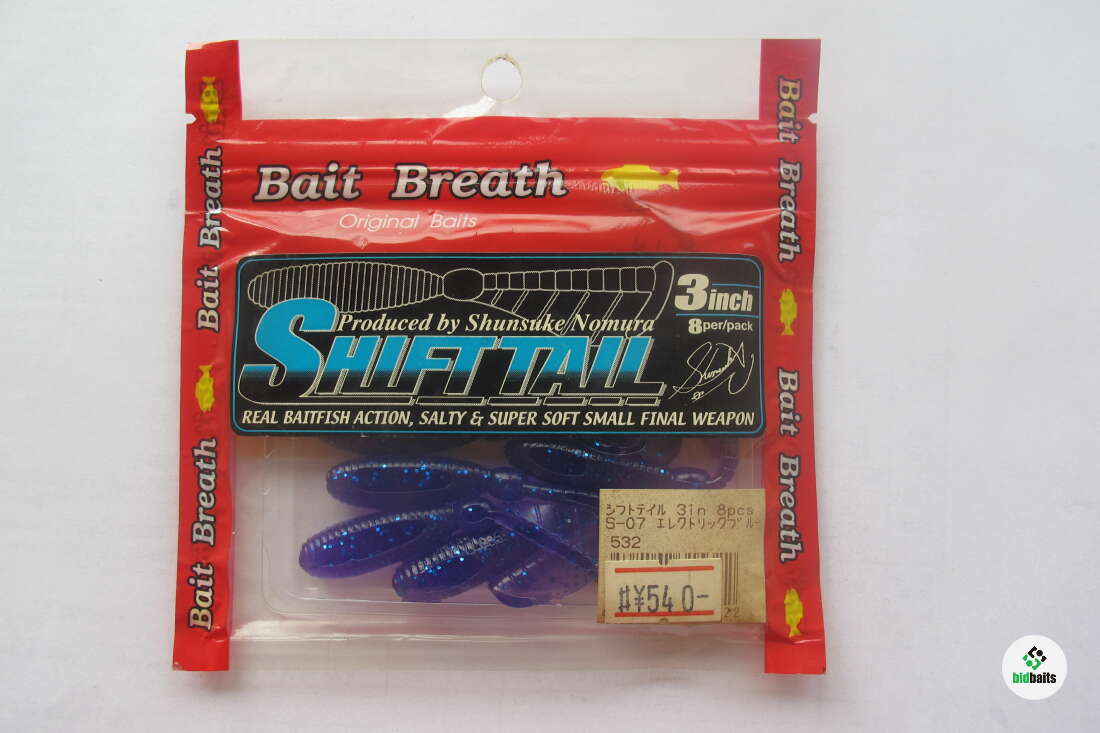 Bait Breath
Original Baits
Bait Breath
Bait Breath
Bait Breath
Bait Breath
3inch
8per/pack
Produced by Shunsuke Nomura
SHIFT TAIL
REAL BAITFISH ACTION, SALTY & SUPER SOFT SMALL FINAL WEAPON
シフトテイル 3in 8pcs
S-07 エレクトリックブルー
532
¥540-
bidbaits